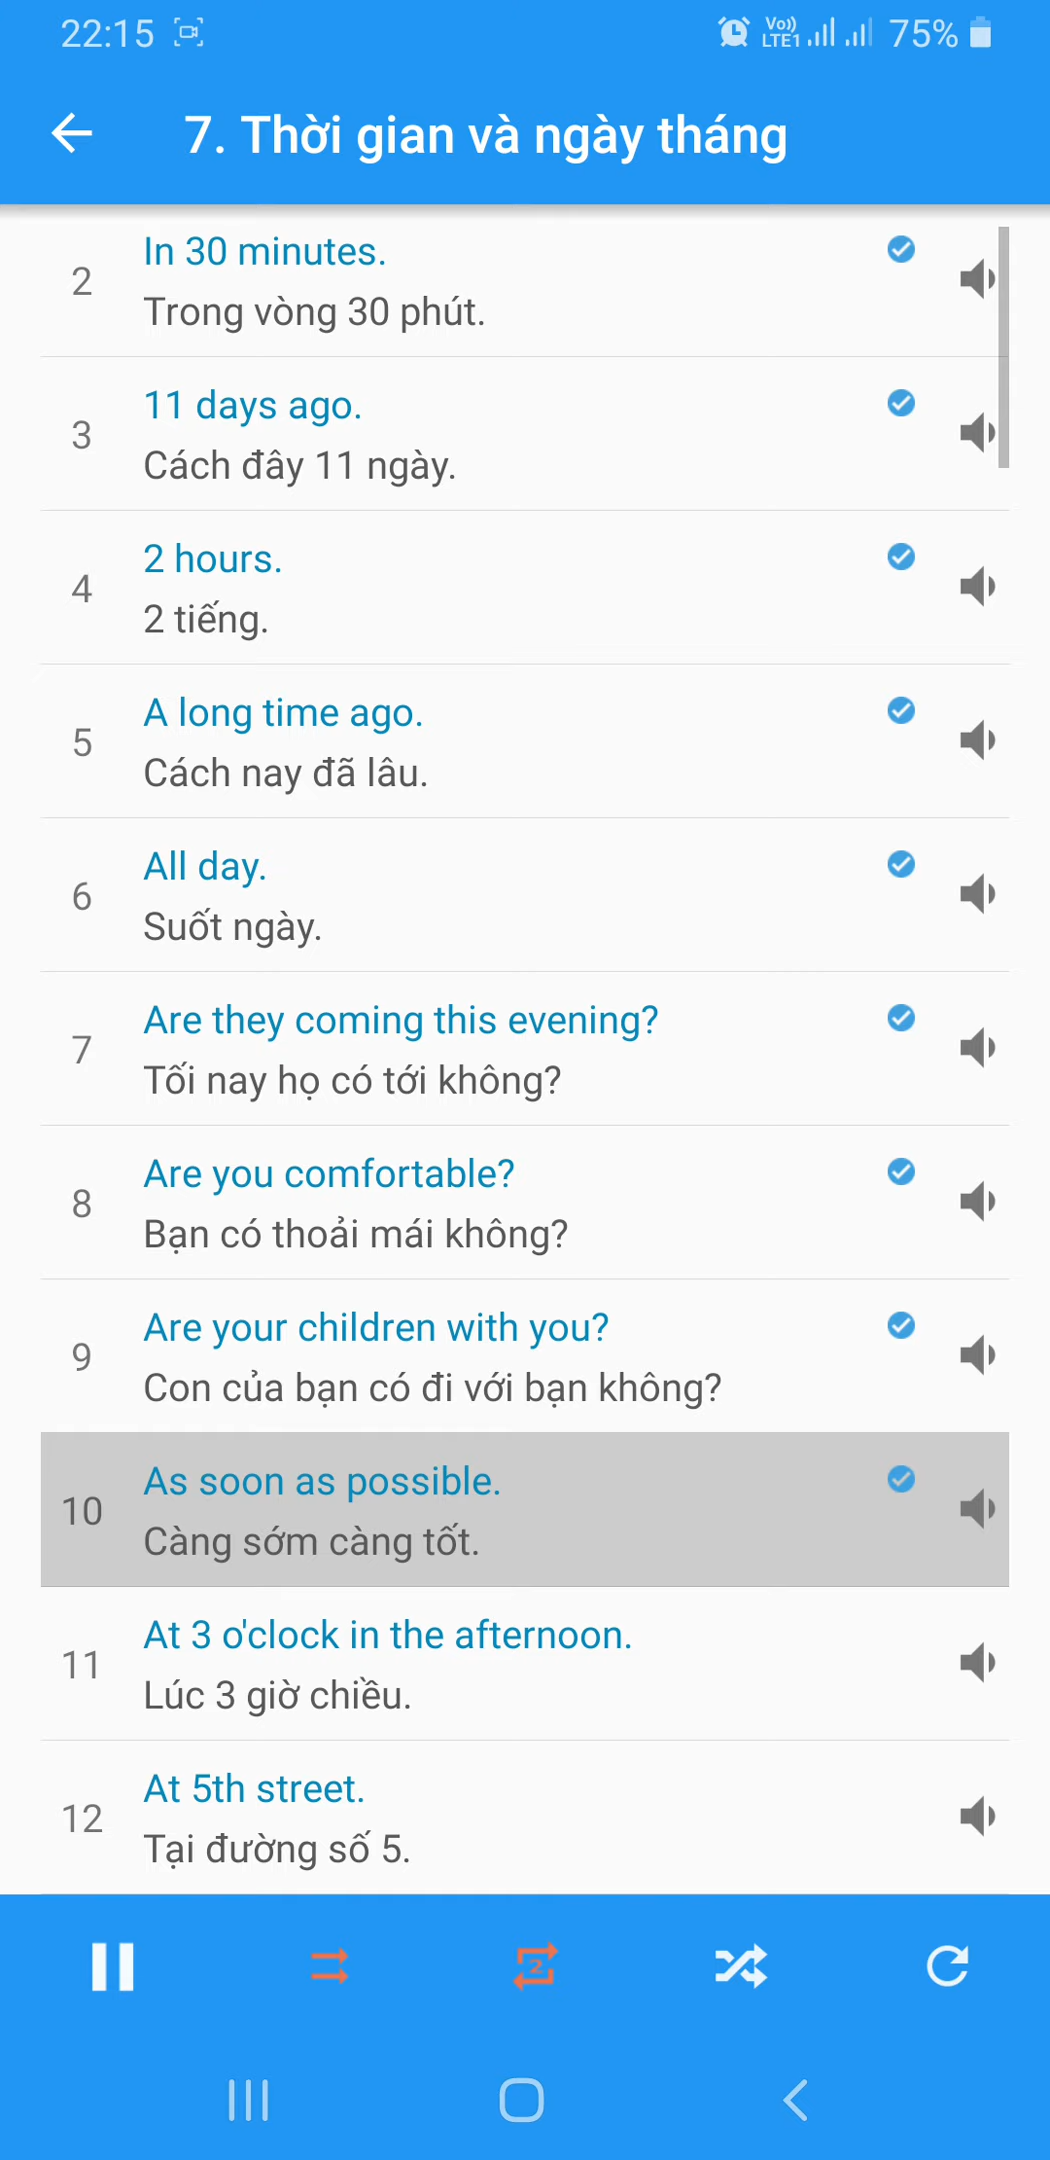 22:15 Vo)) LTE1 75%
7. Thời gian và ngày tháng
2
In 30 minutes.
Trong vòng 30 phút.
3
11 days ago.
Cách đây 11 ngày.
4
2 hours.
2 tiếng.
5
A long time ago.
Cách nay đã lâu.
6
All day.
Suốt ngày.
7
Are they coming this evening?
Tối nay họ có tới không?
8
Are you comfortable?
Bạn có thoải mái không?
9
Are your children with you?
Con của bạn có đi với bạn không?
10
As soon as possible.
Càng sớm càng tốt.
11
At 3 o'clock in the afternoon.
Lúc 3 giờ chiều.
12
At 5th street.
Tại đường số 5.
2